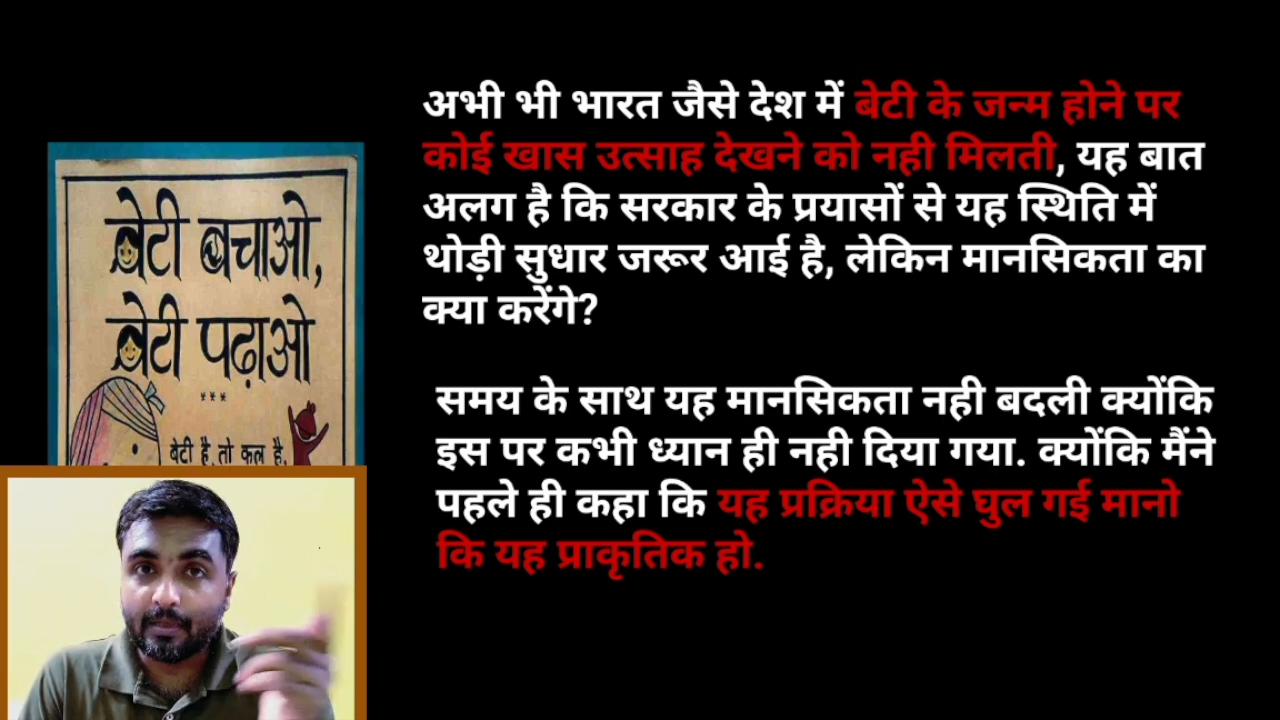 बेटी बचाओ,
बेटी पढ़ाओ
***
बेटी है, तो कल है,
अभी भी भारत जैसे देश में बेटी के जन्म होने पर
कोई खास उत्साह देखने को नही मिलती, यह बात
अलग है कि सरकार के प्रयासों से यह स्थिति में
थोड़ी सुधार जरूर आई है, लेकिन मानसिकता का
क्या करेंगे?
समय के साथ यह मानसिकता नही बदली क्योंकि
इस पर कभी ध्यान ही नही दिया गया. क्योंकि मैंने
पहले ही कहा कि यह प्रक्रिया ऐसे घुल गई मानो
कि यह प्राकृतिक हो.